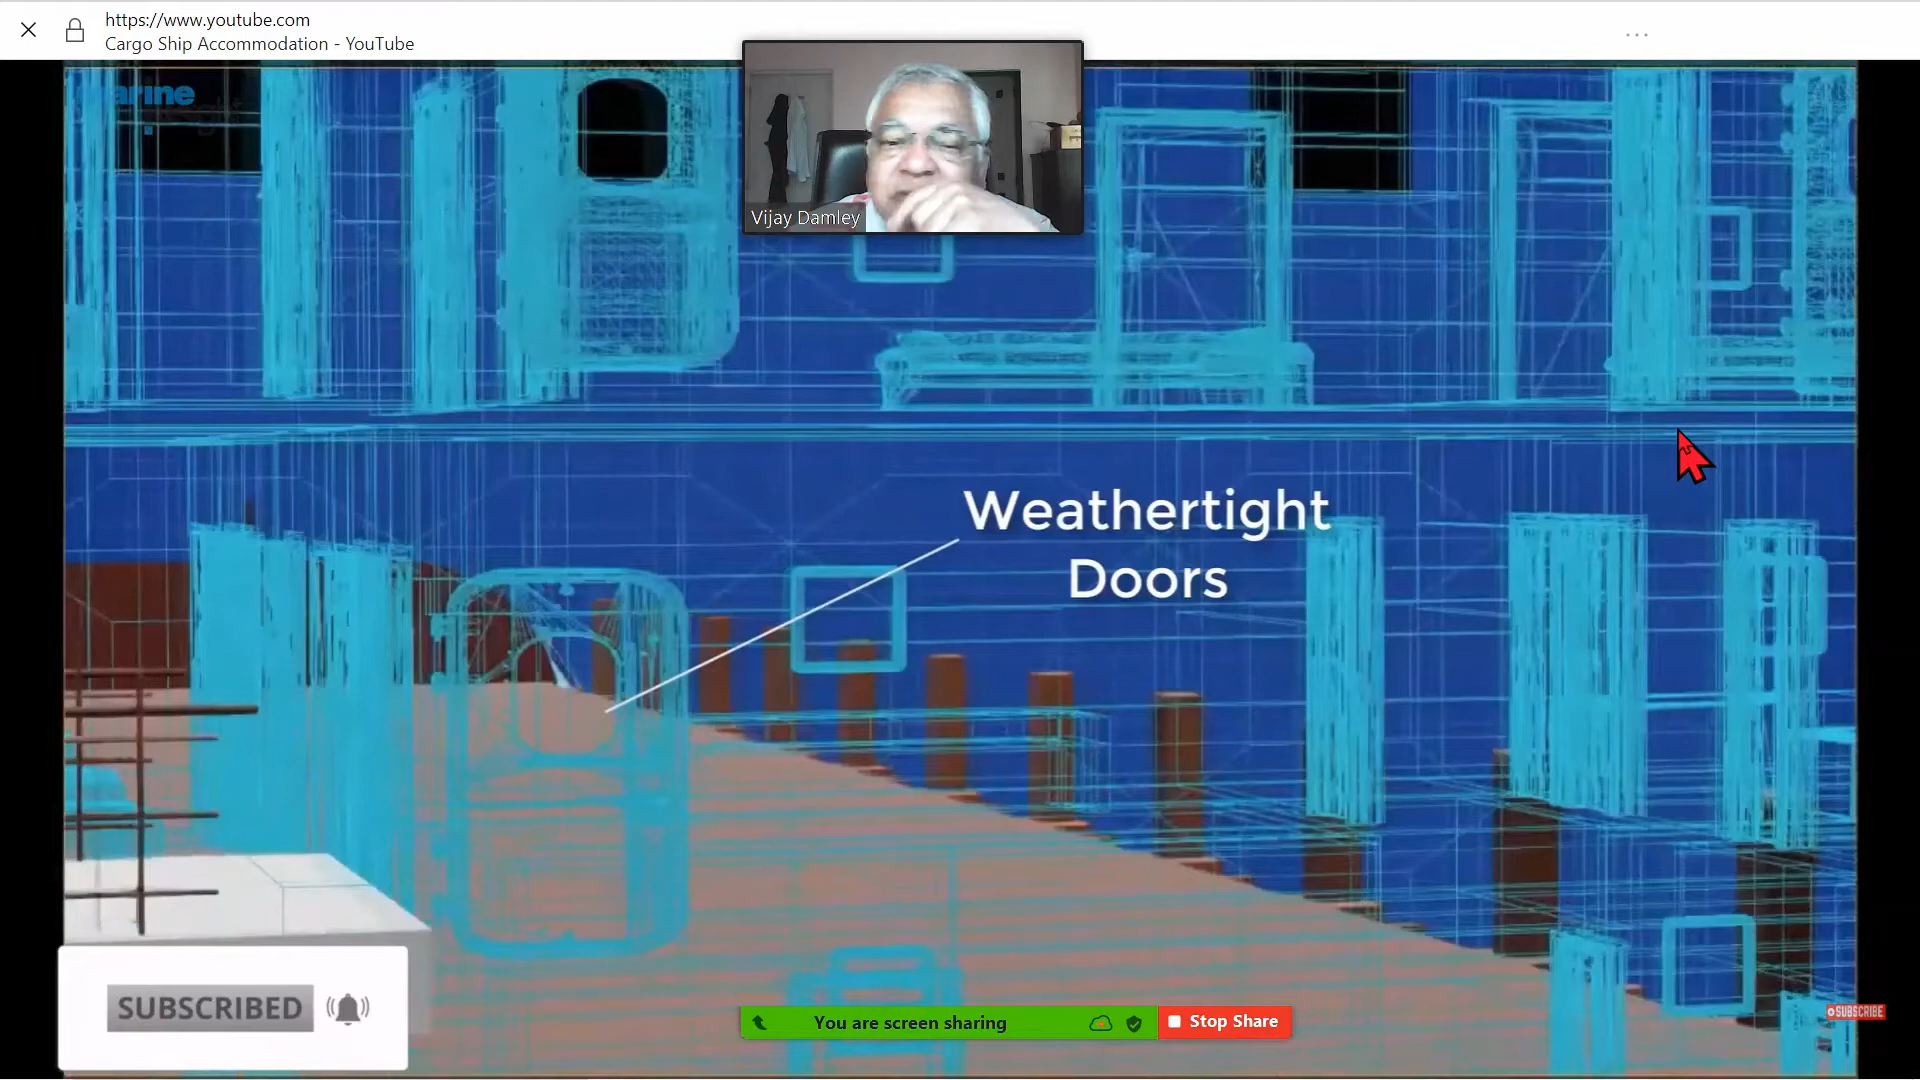 https://www.youtube.com
Cargo Ship Accommodation - YouTube
marine
Vijay Damley
Weathertight
Doors
SUBSCRIBED
You are screen sharing
Stop Share
SUBSCRIBE